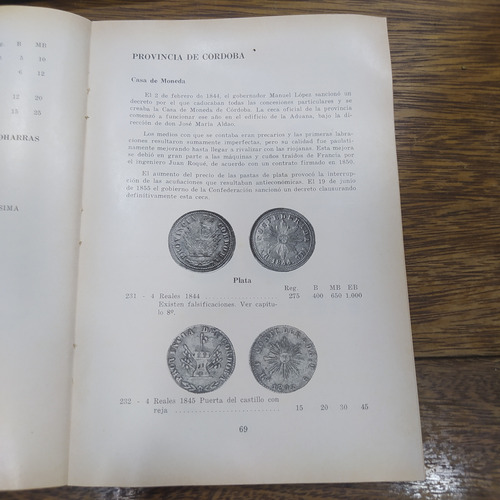 B MB
5 10
8 12
12 20
15 25
OHARRAS
SIMA
PROVINCIA DE CORDOBA
Casa de Moneda
El 2 de febrero de 1844, el gobernador Manuel López sancionó un
decreto por el que caducaban todas las concesiones particulares y se
creaba la Casa de Moneda de Córdoba. La ceca oficial de la provincia
comenzó a funcionar ese año en el edificio de la Aduana, bajo la
dirección de don José María Aldao.
Los medios con que se contaba eran precarios y las primeras labra-
ciones resultaron sumamente imperfectas, pero su calidad fue paulati-
namente mejorando hasta llegar a rivalizar con las riojanas. Esta mejora
se debió en gran parte a las máquinas y cuños traídos de Francia por
el ingeniero Juan Roqué, de acuerdo con un contrato firmado en 1850.
El aumento del precio de las pastas de plata provocó la interrup-
ción de las acuñaciones que resultaban antieconómicas. El 19 de junio
de 1855 el gobierno de la Confederación sancionó un decreto clausurando
definitivamente esta ceca.
Plata
Reg. B MB EB
231 - 4 Reales 1844 .................. 275 400 650 1.000
Existen falsificaciones. Ver capítu-
lo 8º.
232 - 4 Reales 1845 Puerta del castillo con
reja .................. 15 20 30 45
69